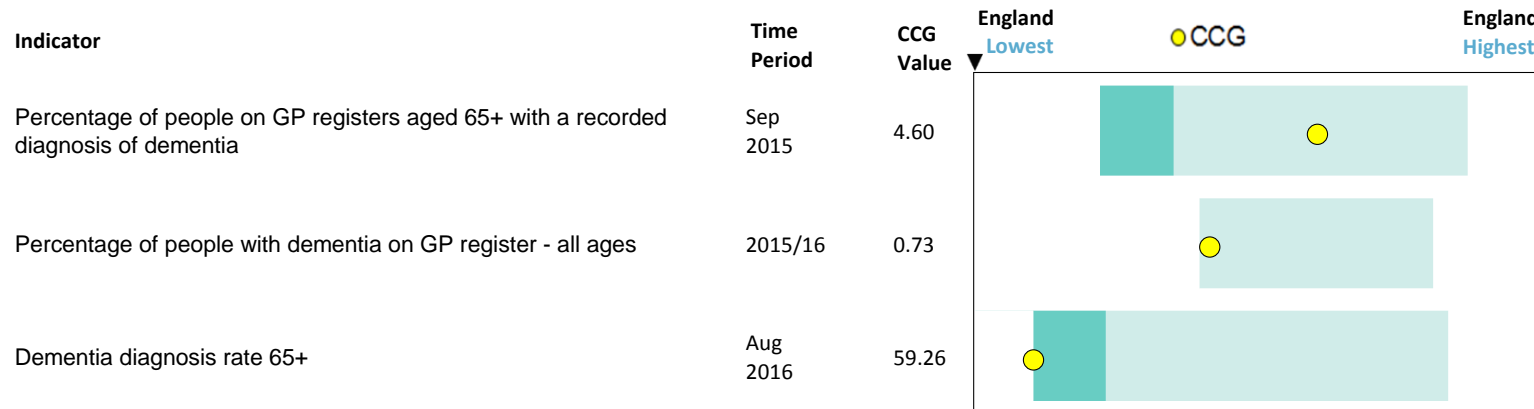 Indicator
Time
Period
CCG
Value
England
Lowest
CCG
England
Highest
Percentage of people on GP registers aged 65+ with a recorded
diagnosis of dementia
Sep
2015
4.60
Percentage of people with dementia on GP register - all ages
2015/16
0.73
Dementia diagnosis rate 65+
Aug
2016
59.26